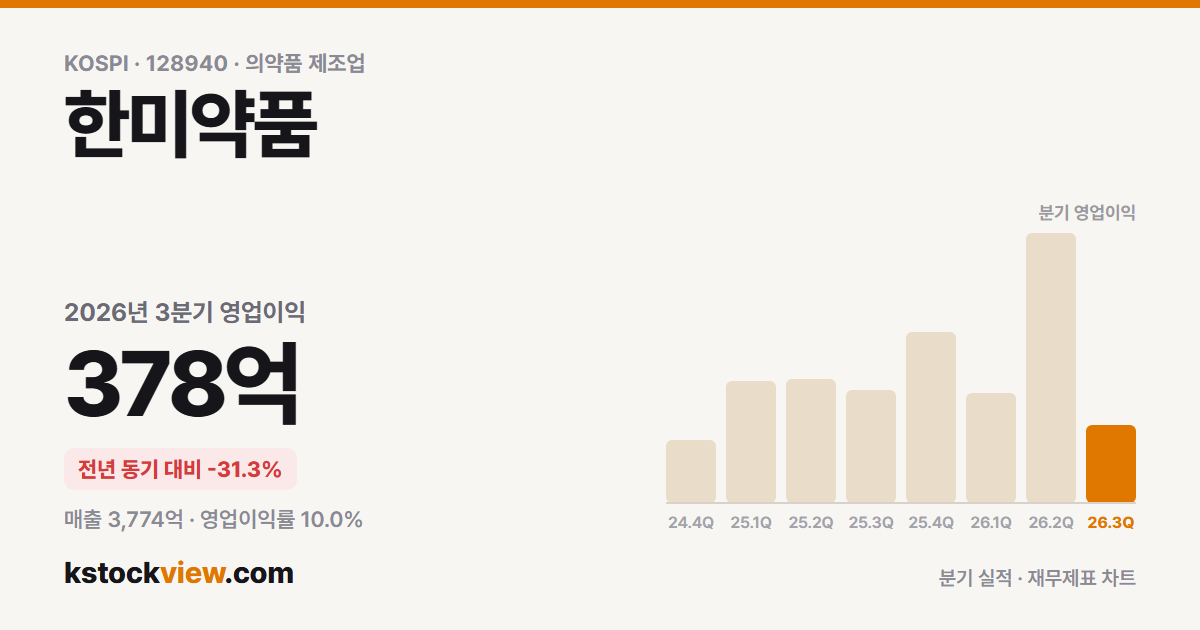 KOSPI · 128940 · 의약품 제조업
한미약품
2026년 3분기 영업이익
378억
전년 동기 대비 -31.3%
매출 3,774억 · 영업이익률 10.0%
kstockview.com
분기 영업이익
24.4Q 25.1Q 25.2Q 25.3Q 25.4Q 26.1Q 26.2Q 26.3Q
분기 실적 · 재무제표 차트